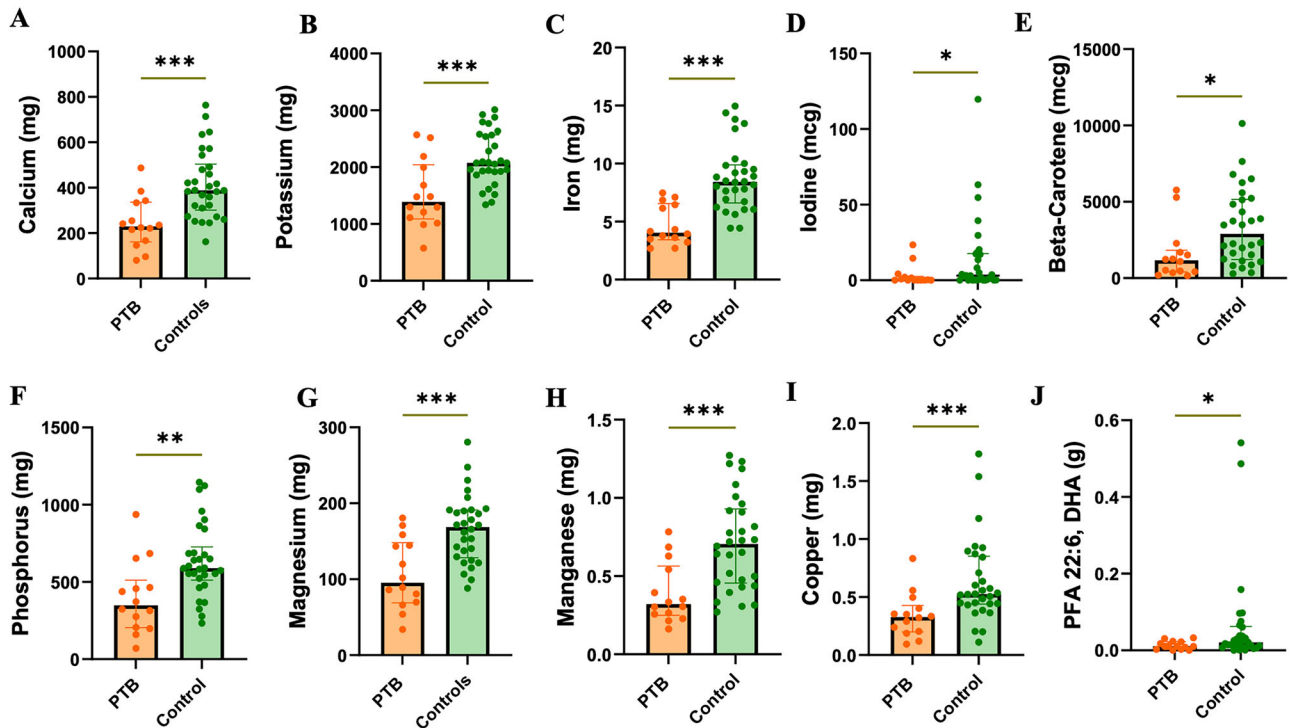 A
Calcium (mg)
1000
800
600
400
200
0
***
PTB
Controls
B
Potassium (mg)
4000
3000
2000
1000
0
***
PTB
Control
C
Iron (mg)
20
15
10
5
0
***
PTB
Control
D
Iodine (mcg)
150
100
50
0
*
PTB
Control
E
Beta-Carotene (mcg)
15000
10000
5000
0
*
PTB
Control
F
Phosphorus (mg)
1500
1000
500
0
**
PTB
Control
G
Magnesium (mg)
300
200
100
0
***
PTB
Controls
H
Manganese (mg)
1.5
1.0
0.5
0.0
***
PTB
Control
I
Copper (mg)
2.0
1.5
1.0
0.5
0.0
***
PTB
Control
J
PFA 22:6, DHA (g)
0.6
0.4
0.2
0.0
*
PTB
Control